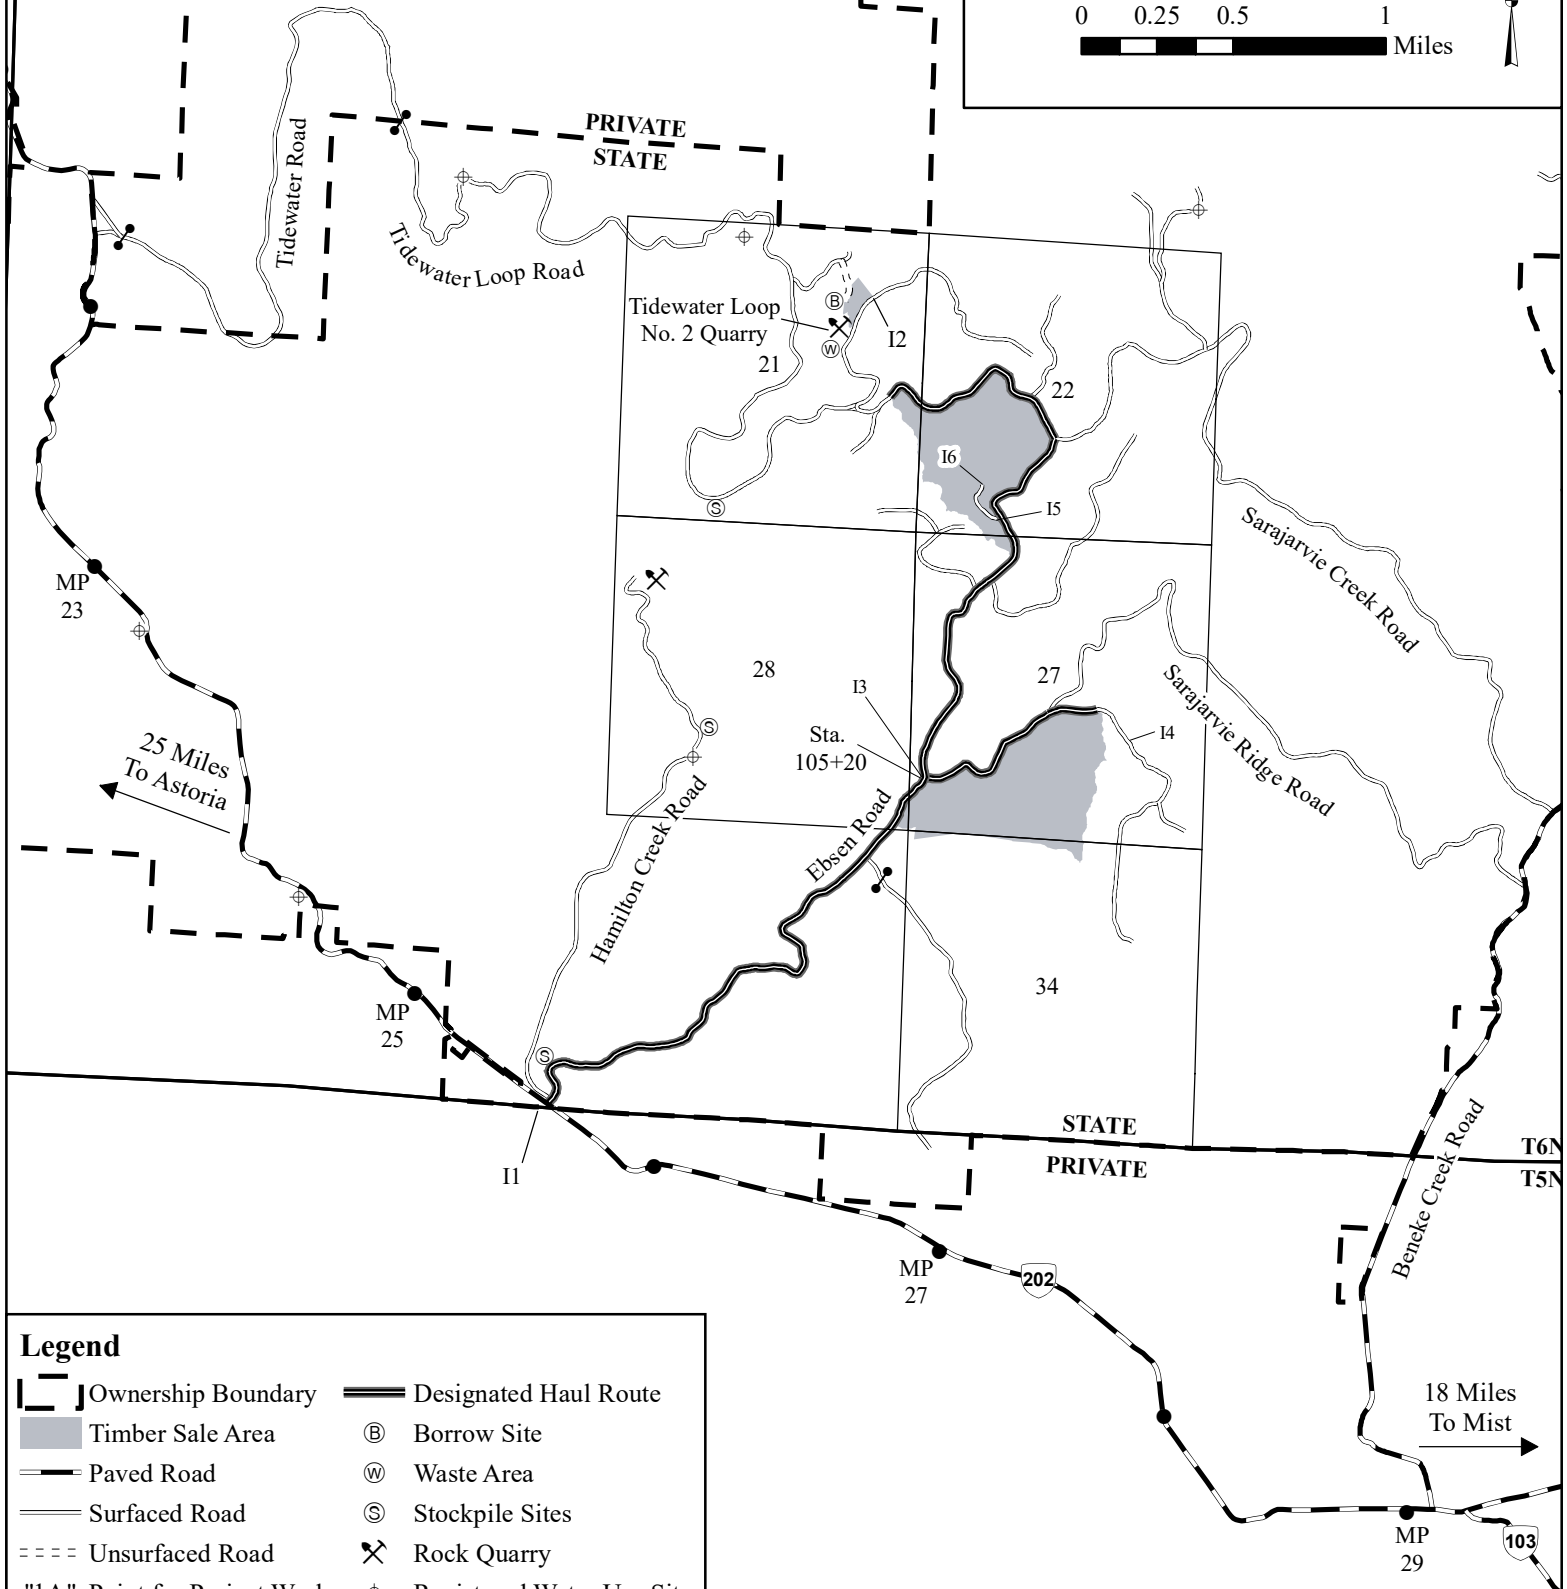 0 0.25 0.5 1
Miles
PRIVATE
STATE
Tidewater Road
Tidewater Loop Road
Tidewater Loop
No. 2 Quarry
B
W
I2
21
22
I6
I5
S
Sarajarvie Creek Road
MP
23
28
27
I3
Sta.
105+20
I4
Sarajarvie Ridge Road
S
25 Miles
To Astoria
Hamilton Creek Road
Ebsen Road
34
MP
25
S
I1
STATE
PRIVATE
T6N
T5N
Beneke Creek Road
MP
27
202
18 Miles
To Mist
MP
29
103
Legend
Ownership Boundary
Timber Sale Area
Paved Road
Surfaced Road
Unsurfaced Road
Designated Haul Route
B Borrow Site
W Waste Area
S Stockpile Sites
Rock Quarry